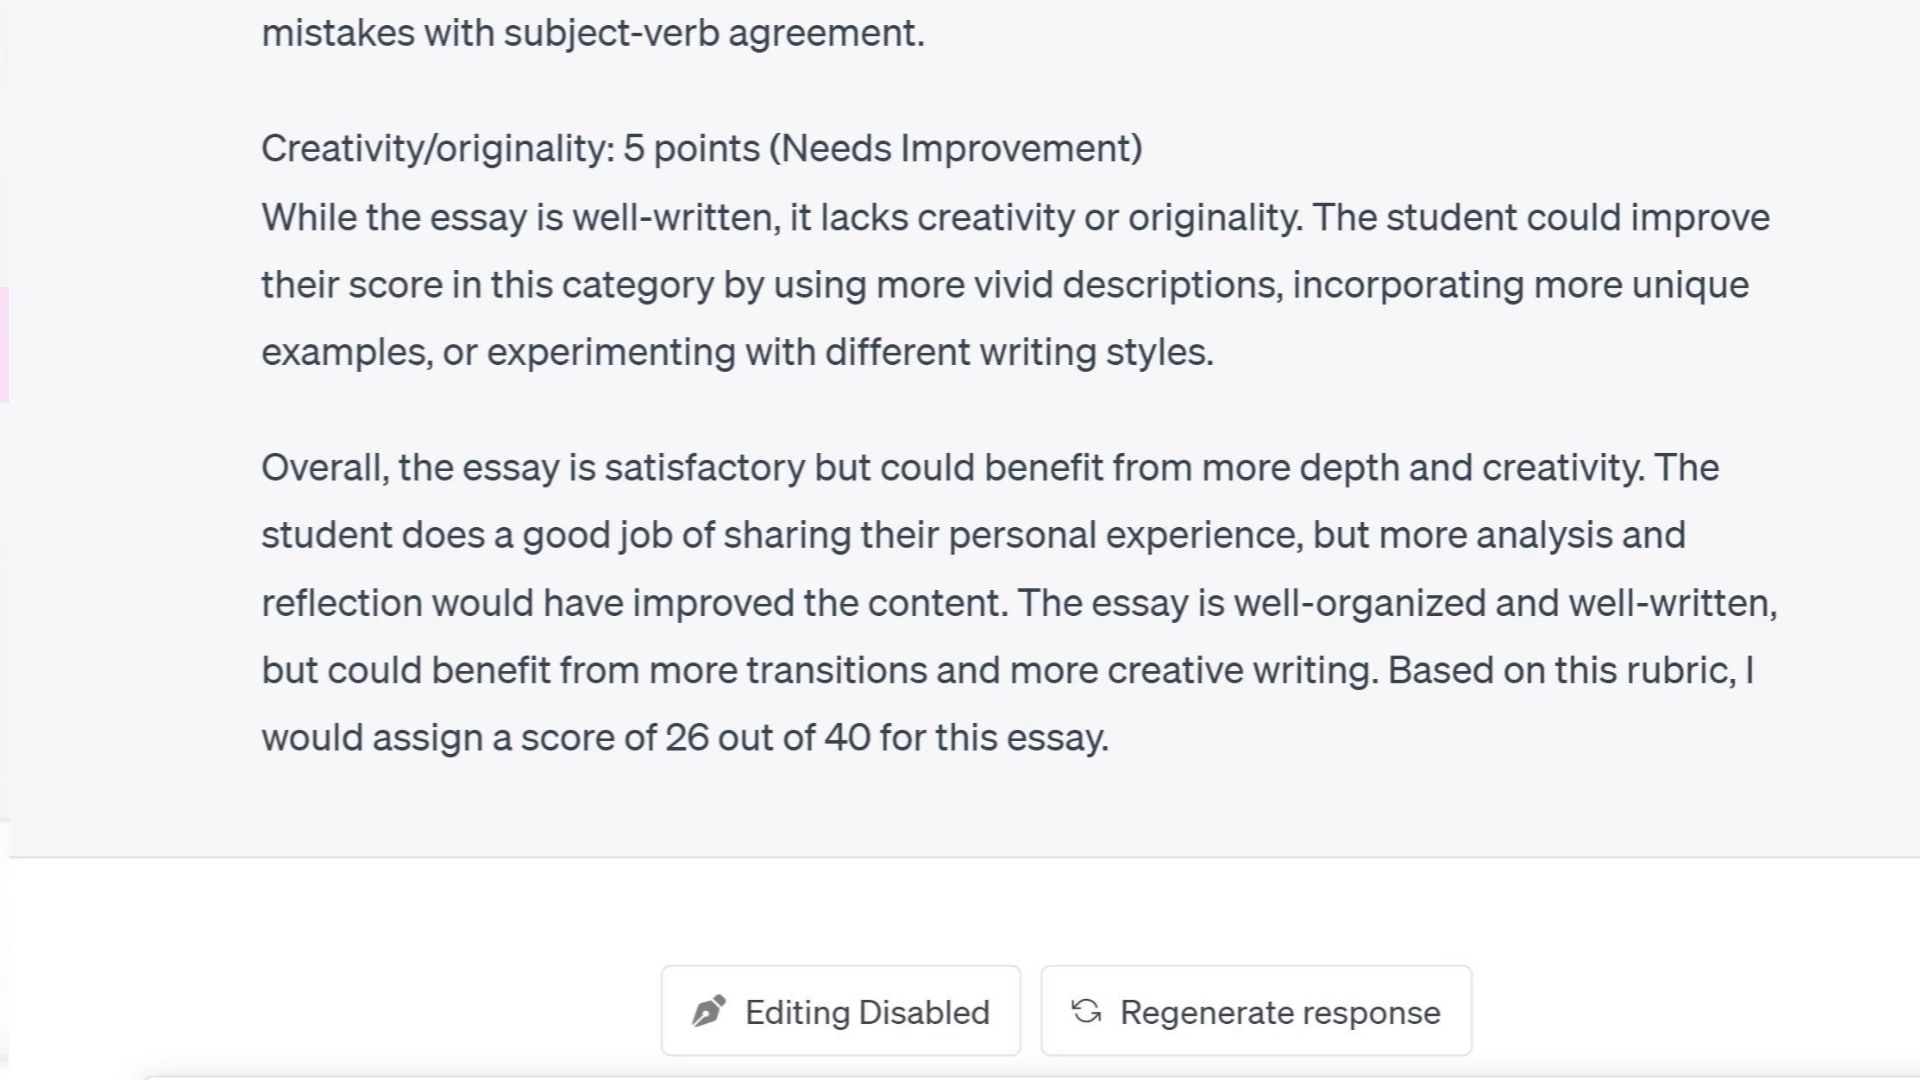 mistakes with subject-verb agreement.
Creativity/originality: 5 points (Needs Improvement)
While the essay is well-written, it lacks creativity or originality. The student could improve
their score in this category by using more vivid descriptions, incorporating more unique
examples, or experimenting with different writing styles.
Overall, the essay is satisfactory but could benefit from more depth and creativity. The
student does a good job of sharing their personal experience, but more analysis and
reflection would have improved the content. The essay is well-organized and well-written,
but could benefit from more transitions and more creative writing. Based on this rubric, I
would assign a score of 26 out of 40 for this essay.
Editing Disabled
Regenerate response